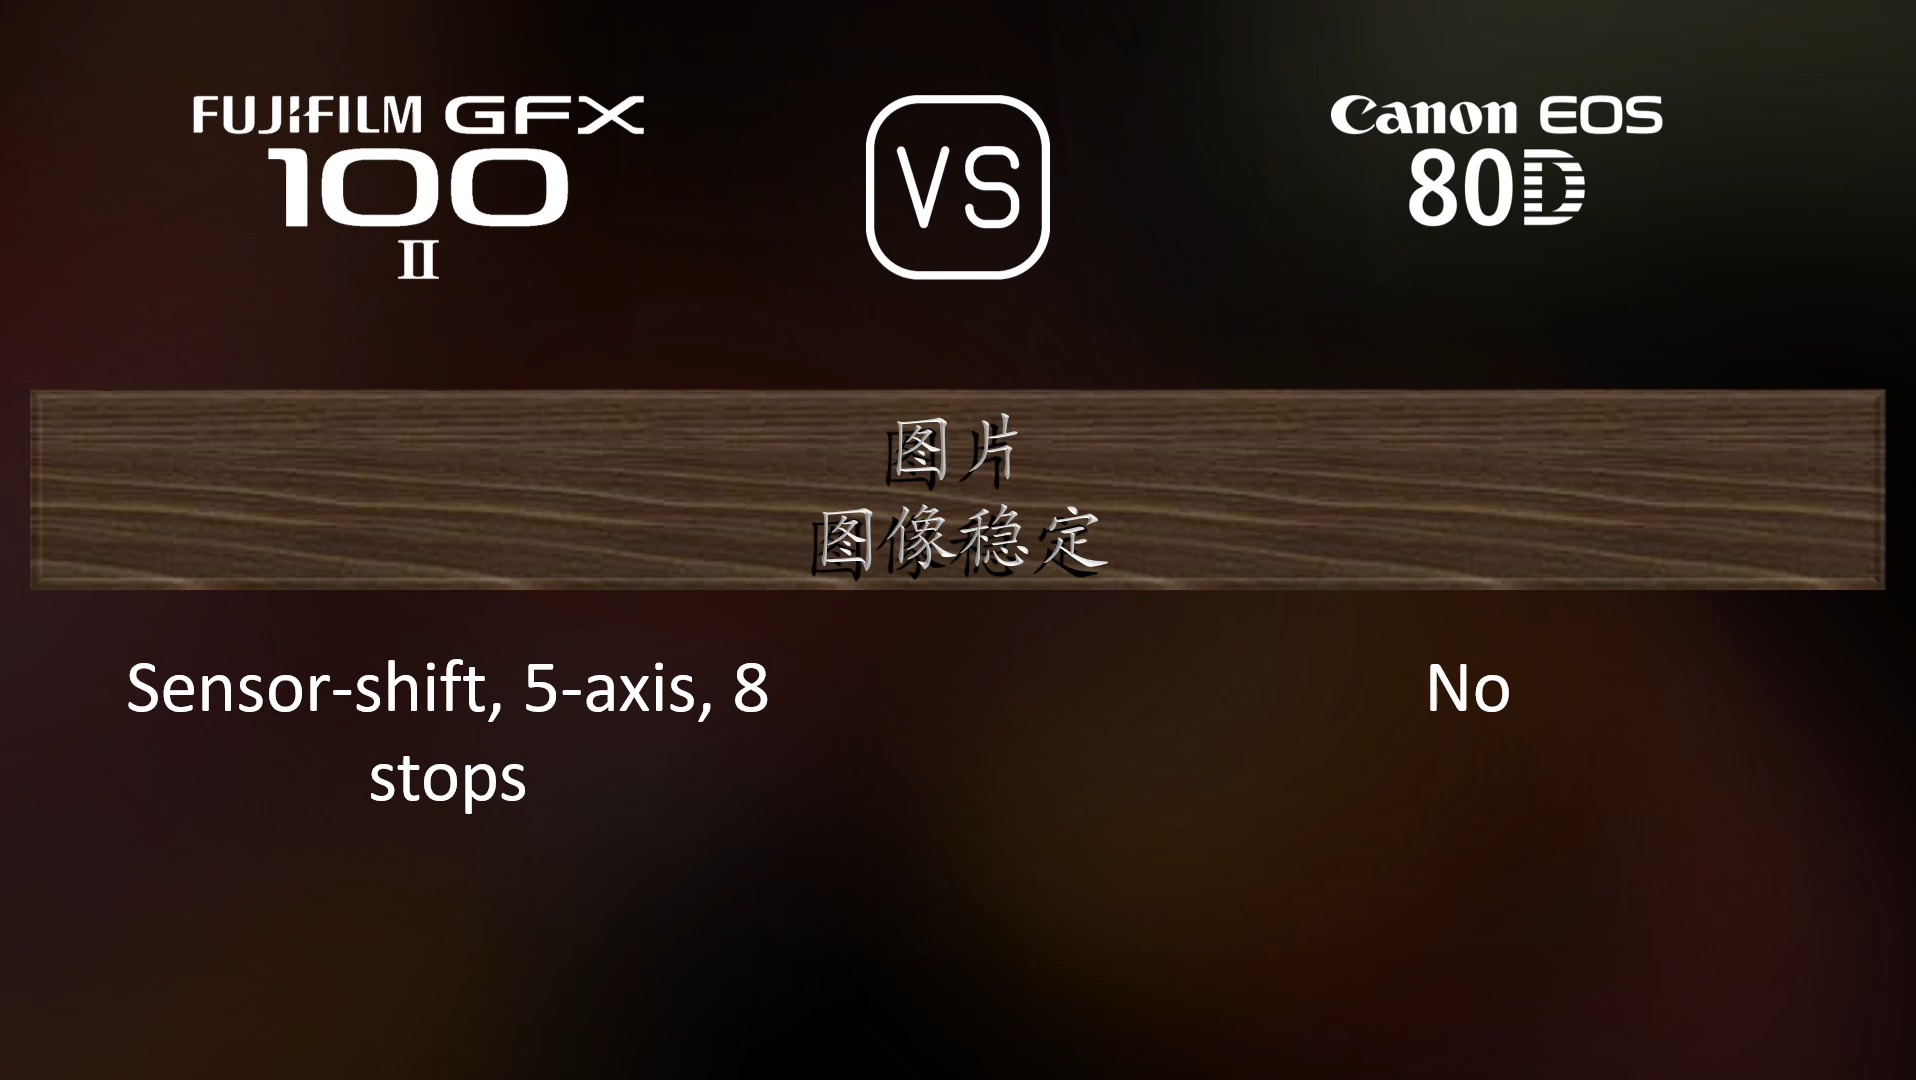 FUJIFILM GFX
100
II
VS
Canon EOS
80D
图片
图像稳定
Sensor-shift, 5-axis, 8
stops
No